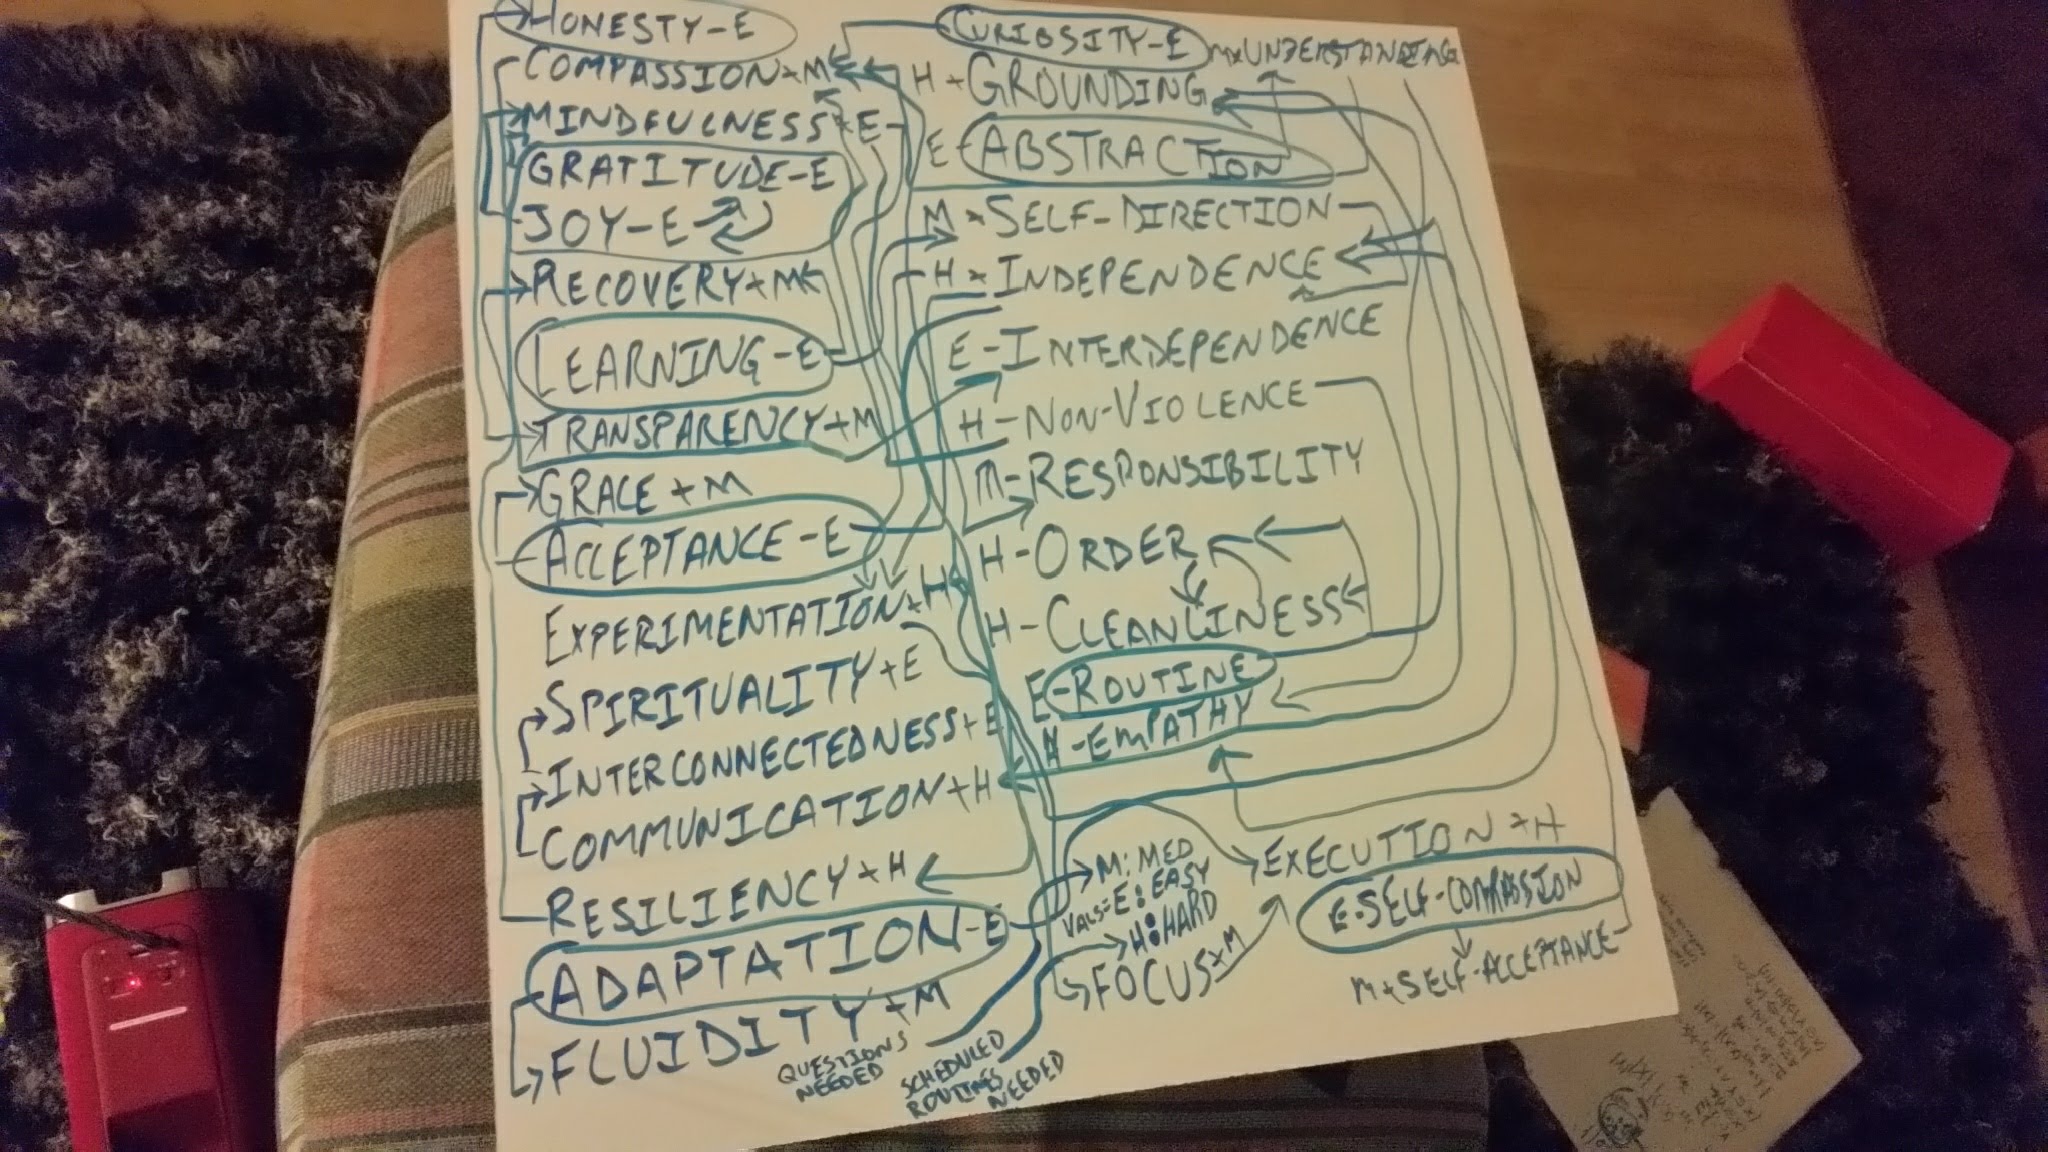 HONESTY-E
COMPASSION+M
MINDFULNESS+E
GRATITUDE-E
JOY-E
RECOVERY+M
LEARNING-E
TRANSPARENCY+M
GRACE+M
ACCEPTANCE-E
EXPERIMENTATION+H
SPIRITUALITY+E
INTERCONNECTEDNESS+E
COMMUNICATION+H
RESILIENCY+H
ADAPTATION-E
FLUIDITY+M
QUESTIONS
NEEDED
SCHEDULED
ROUTINES
NEEDED
CURIOSITY-E
M+UNDERSTANDING
H+GROUNDING
E-ABSTRACTION
M+SELF-DIRECTION
H+INDEPENDENCE
E-INTERDEPENDENCE
H-NON-VIOLENCE
M-RESPONSIBILITY
H-ORDER
H-CLEANLINESS
E-ROUTINE
H-EMPATHY
M: MED
VALS=E:EASY
H:HARD
FOCUS+M
EXECUTION+H
E-SELF-COMPASSION
M+SELF-ACCEPTANCE